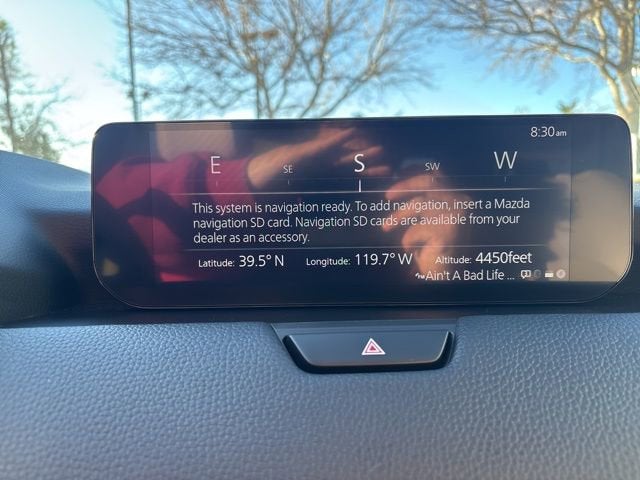 8:30am
E SE S SW W
This system is navigation ready. To add navigation, insert a Mazda
navigation SD card. Navigation SD cards are available from your
dealer as an accessory.
Latitude: 39.5° N Longitude: 119.7° W Altitude: 4450feet
Ain't A Bad Life ...